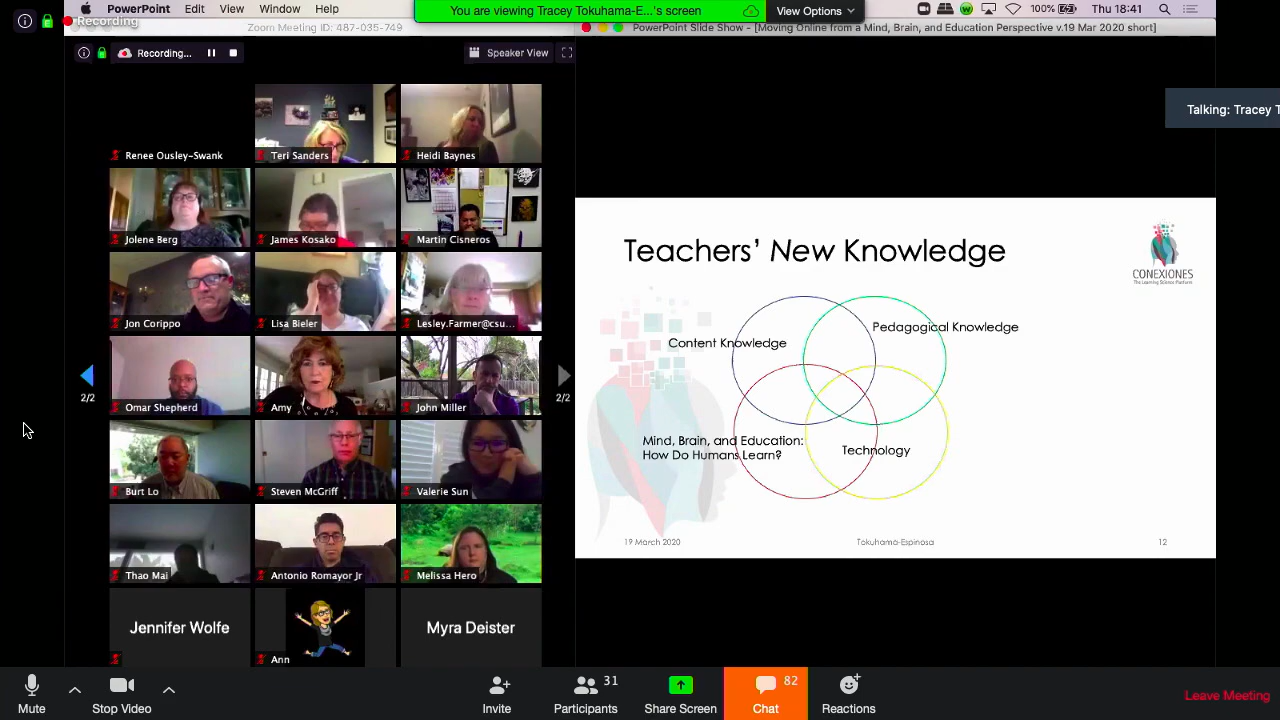 PowerPoint Edit View Window Help
You are viewing Tracey Tokuhama-E...'s screen
View Options
100%
Thu 18:41
Recording
Zoom Meeting ID: 487-035-749
PowerPoint Slide Show - [Moving Online from a Mind, Brain, and Education Perspective v.19 Mar 2020 short]
Recording...
Speaker View
Talking: Tracey T
Renee Ousley-Swank
Teri Sanders
Heidi Baynes
Jolene Berg
James Kosako
Martin Cisneros
Jon Corippo
Lisa Bieler
Lesley.Farmer@csu...
Omar Shepherd
Amy
John Miller
2/2
2/2
Burt Lo
Steven McGriff
Valerie Sun
Thao Mai
Antonio Romayor Jr
Melissa Hero
Jennifer Wolfe
Ann
Myra Deister
Teachers' New Knowledge
CONEXIONES
The Learning Science Platform
Pedagogical Knowledge
Content Knowledge
Mind, Brain, and Education:
How Do Humans Learn?
Technology
19 March 2020
Tokuhama-Espinosa
12
Mute
Stop Video
Invite
Participants
31
Share Screen
Chat
82
Reactions
Leave Meeting